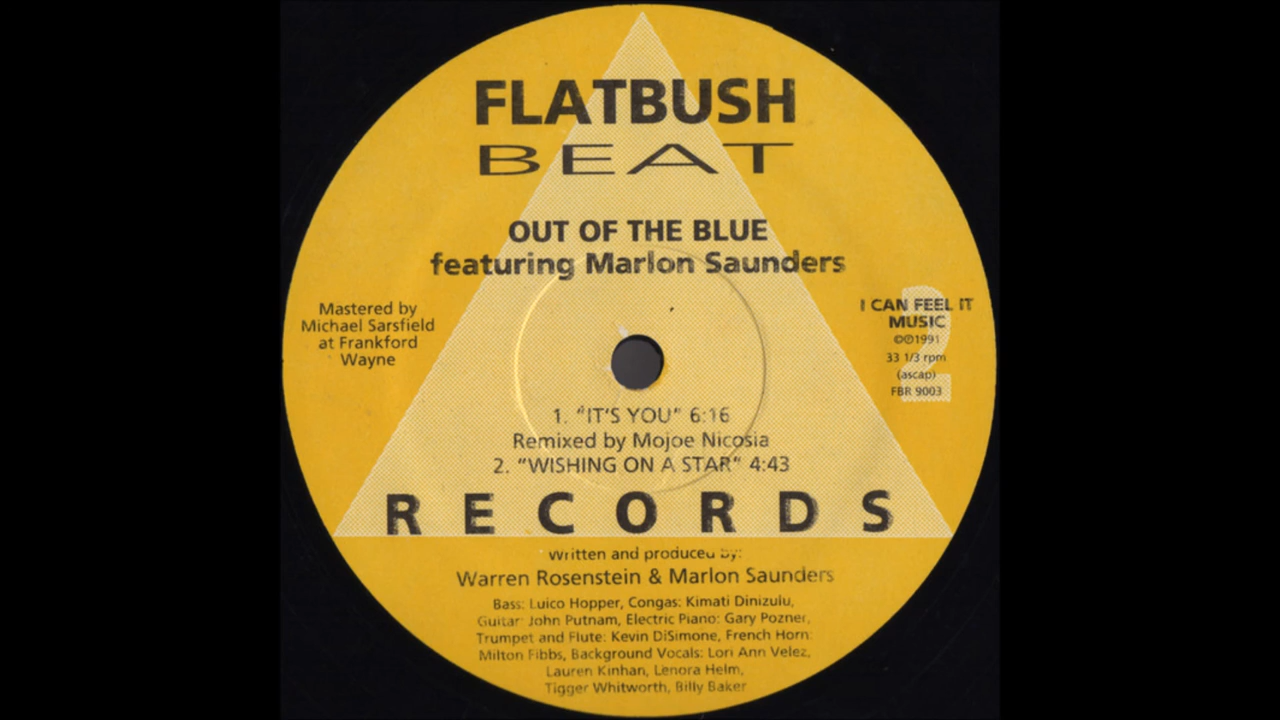 FLATBUSH
BEAT
OUT OF THE BLUE
featuring Marlon Saunders
Mastered by
Michael Sarsfield
at Frankford
Wayne
2
I CAN FEEL IT
MUSIC
©℗1991
33 1/3 rpm
(ascap)
FBR 9003
1. "IT'S YOU" 6:16
Remixed by Mojoe Nicosia
2. "WISHING ON A STAR" 4:43
RECORDS
Written and produced by:
Warren Rosenstein & Marlon Saunders
Bass: Luico Hopper, Congas: Kimati Dinizulu,
Guitar: John Putnam, Electric Piano: Gary Pozner,
Trumpet and Flute: Kevin DiSimone, French Horn:
Milton Fibbs, Background Vocals: Lori Ann Velez,
Lauren Kinhan, Lenora Helm,
Tigger Whitworth, Billy Baker